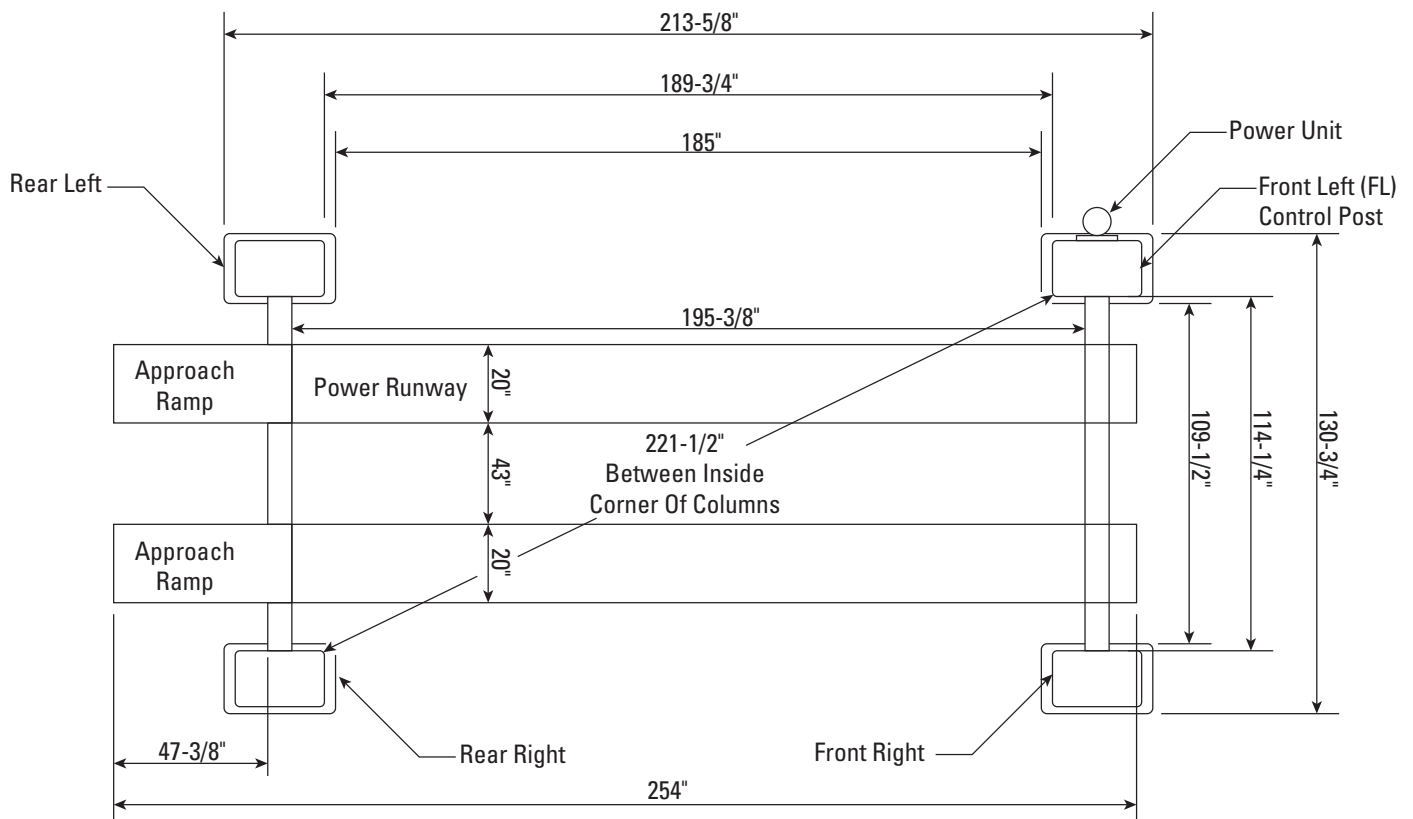 213-5/8"
189-3/4"
185"
Power Unit
Rear Left
Front Left (FL)
Control Post
195-3/8"
Approach
Ramp
Power Runway
20"
43"
221-1/2"
Between Inside
Corner Of Columns
109-1/2"
114-1/4"
130-3/4"
Approach
Ramp
20"
47-3/8"
Rear Right
Front Right
254"